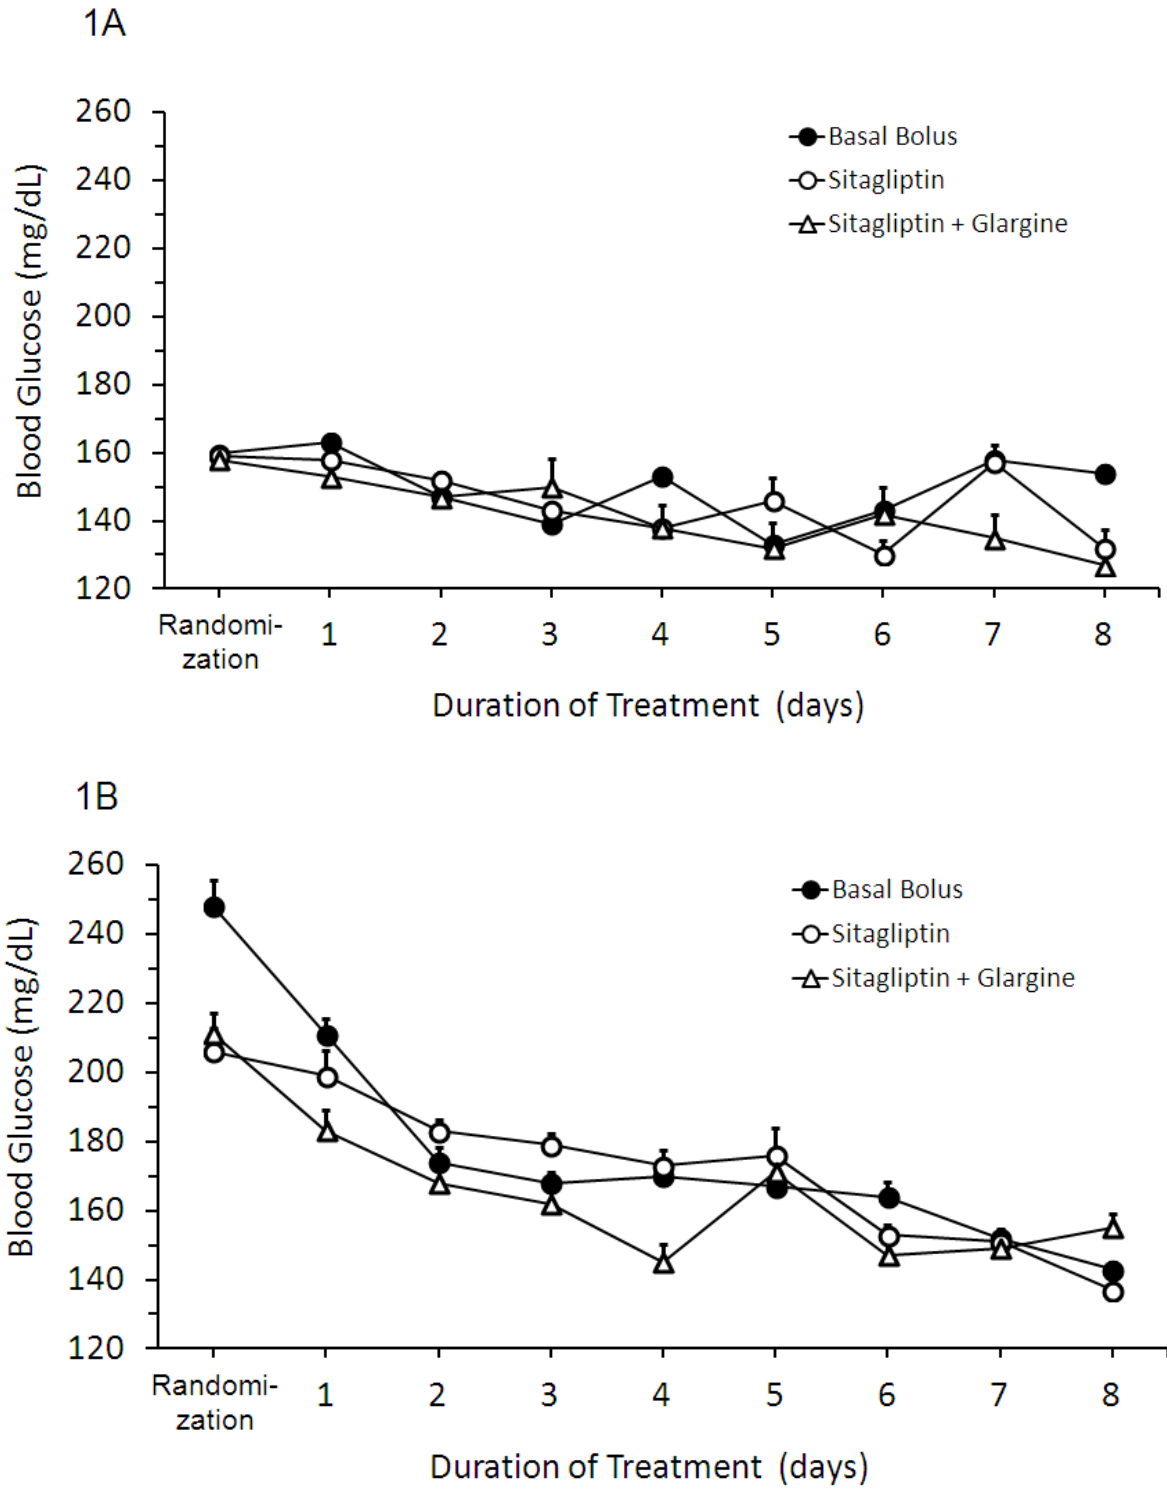 1A
260
240
220
200
180
160
140
120
Blood Glucose (mg/dL)
Basal Bolus
Sitagliptin
Sitagliptin + Glargine
Randomi-
zation
1 2 3 4 5 6 7 8
Duration of Treatment (days)
1B
260
240
220
200
180
160
140
120
Blood Glucose (mg/dL)
Basal Bolus
Sitagliptin
Sitagliptin + Glargine
Randomi-
zation
1 2 3 4 5 6 7 8
Duration of Treatment (days)